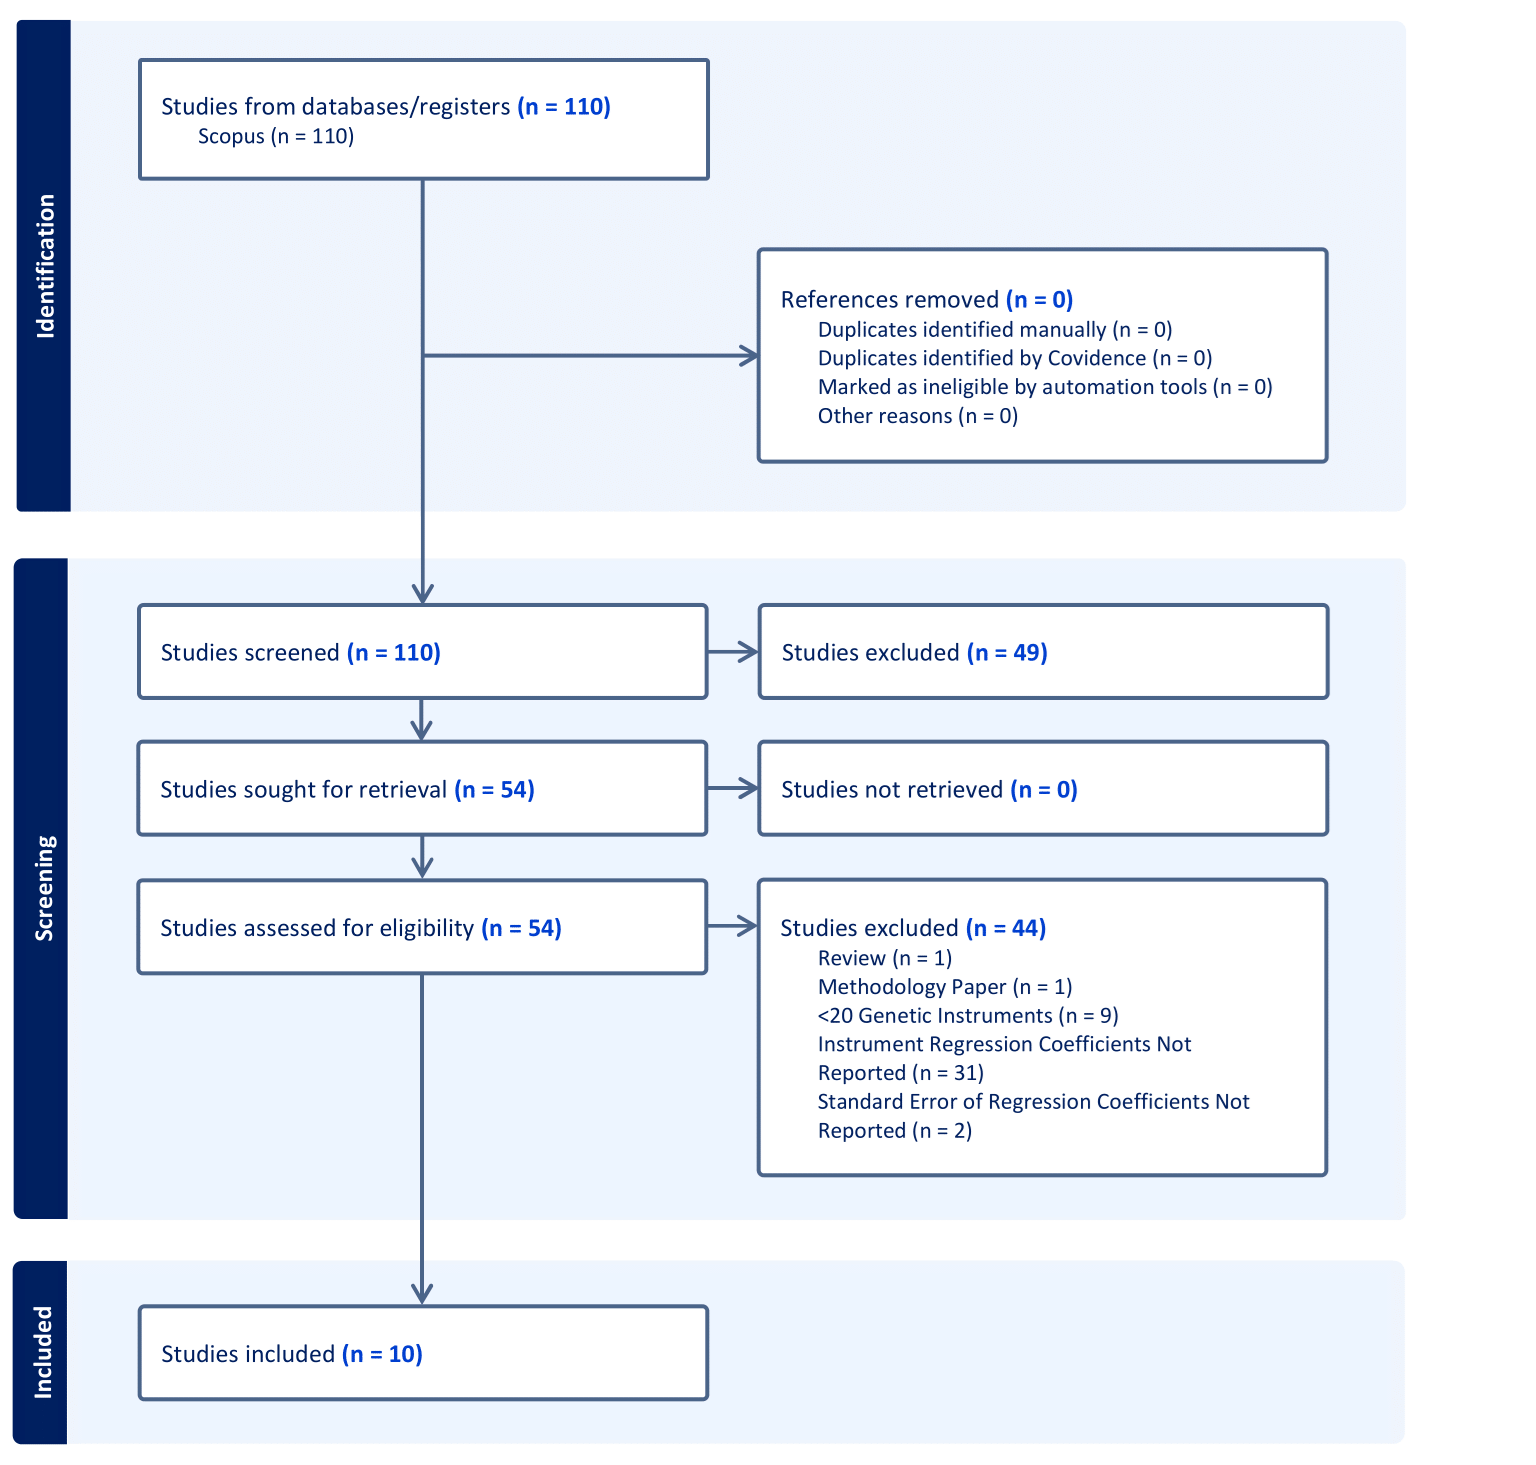 Identification
Studies from databases/registers (n = 110)
Scopus (n = 110)
References removed (n = 0)
Duplicates identified manually (n = 0)
Duplicates identified by Covidence (n = 0)
Marked as ineligible by automation tools (n = 0)
Other reasons (n = 0)
Screening
Studies screened (n = 110)
Studies excluded (n = 49)
Studies sought for retrieval (n = 54)
Studies not retrieved (n = 0)
Studies assessed for eligibility (n = 54)
Studies excluded (n = 44)
Review (n = 1)
Methodology Paper (n = 1)
<20 Genetic Instruments (n = 9)
Instrument Regression Coefficients Not
Reported (n = 31)
Standard Error of Regression Coefficients Not
Reported (n = 2)
Included
Studies included (n = 10)